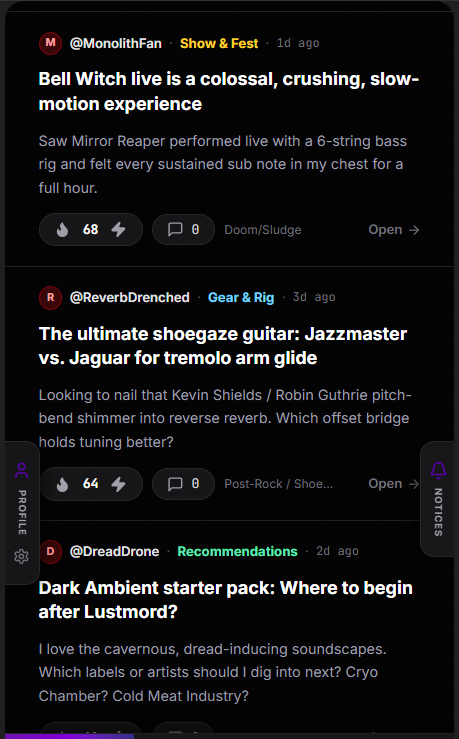 M @MonolithFan · Show & Fest · 1d ago
Bell Witch live is a colossal, crushing, slow-
motion experience
Saw Mirror Reaper performed live with a 6-string bass
rig and felt every sustained sub note in my chest for a
full hour.
68 0 Doom/Sludge Open →
R @ReverbDrenched · Gear & Rig · 3d ago
The ultimate shoegaze guitar: Jazzmaster
vs. Jaguar for tremolo arm glide
Looking to nail that Kevin Shields / Robin Guthrie pitch-
bend shimmer into reverse reverb. Which offset bridge
holds tuning better?
64 0 Post-Rock / Shoe... Open →
PROFILE
NOTICES
D @DreadDrone · Recommendations · 2d ago
Dark Ambient starter pack: Where to begin
after Lustmord?
I love the cavernous, dread-inducing soundscapes.
Which labels or artists should I dig into next? Cryo
Chamber? Cold Meat Industry?